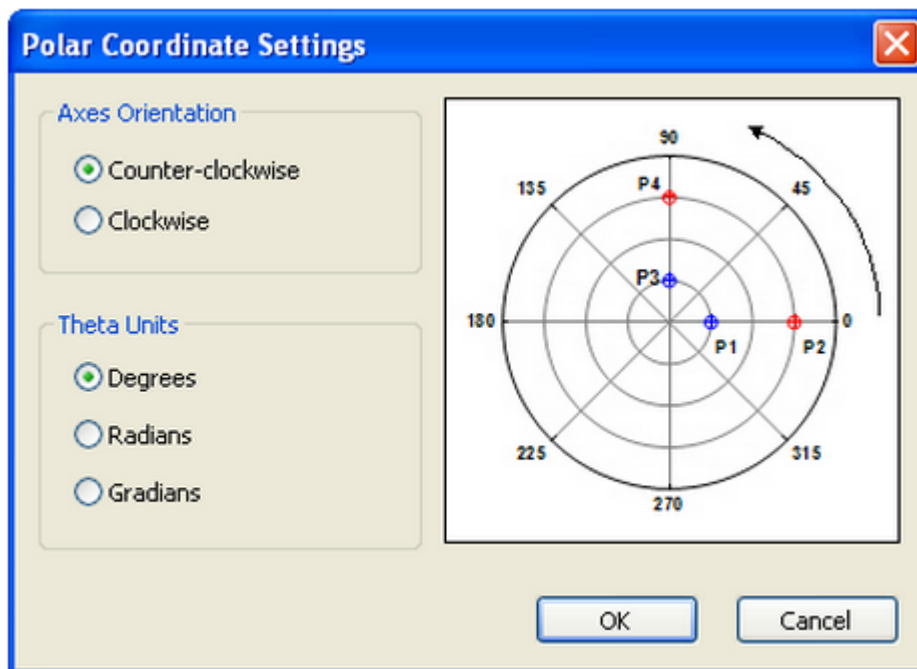 Polar Coordinate Settings
Axes Orientation
Counter-clockwise
Clockwise
Theta Units
Degrees
Radians
Gradians
90
135
P4
45
P3
180
0
P1
P2
225
315
270
OK
Cancel